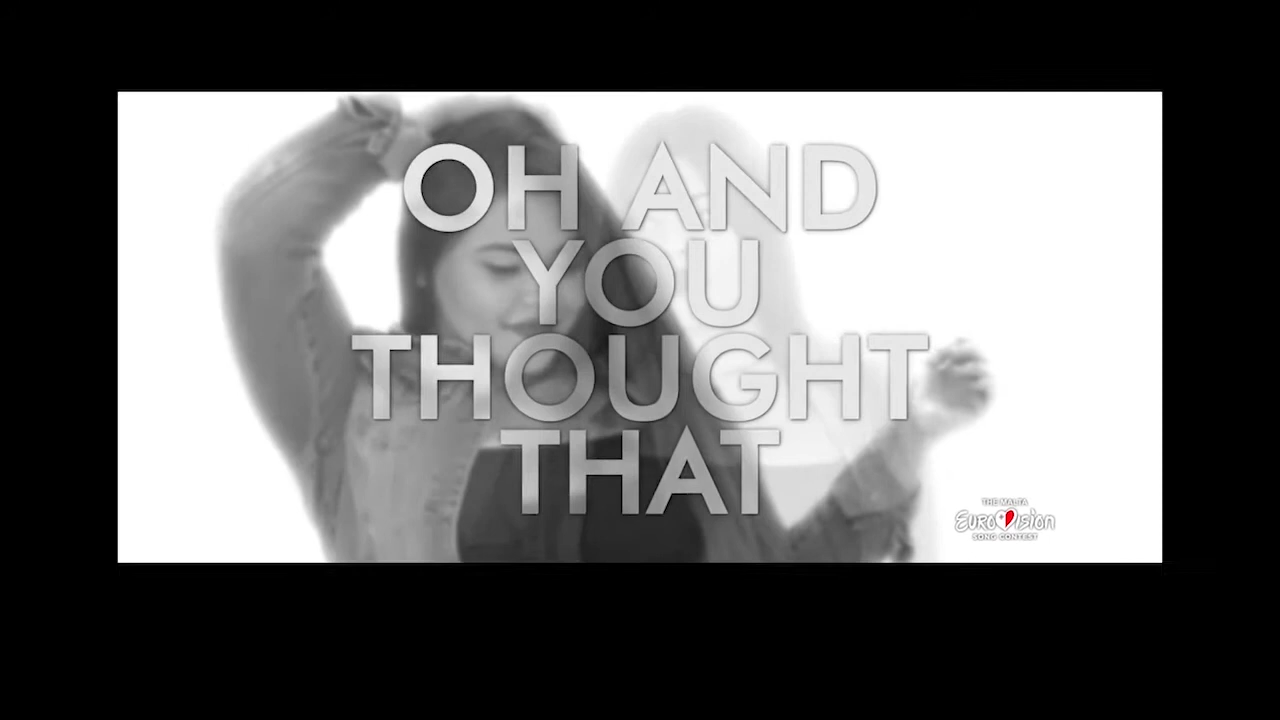 OH AND
YOU
THOUGHT
THAT
THE MALTA
EUROVISION
SONG CONTEST